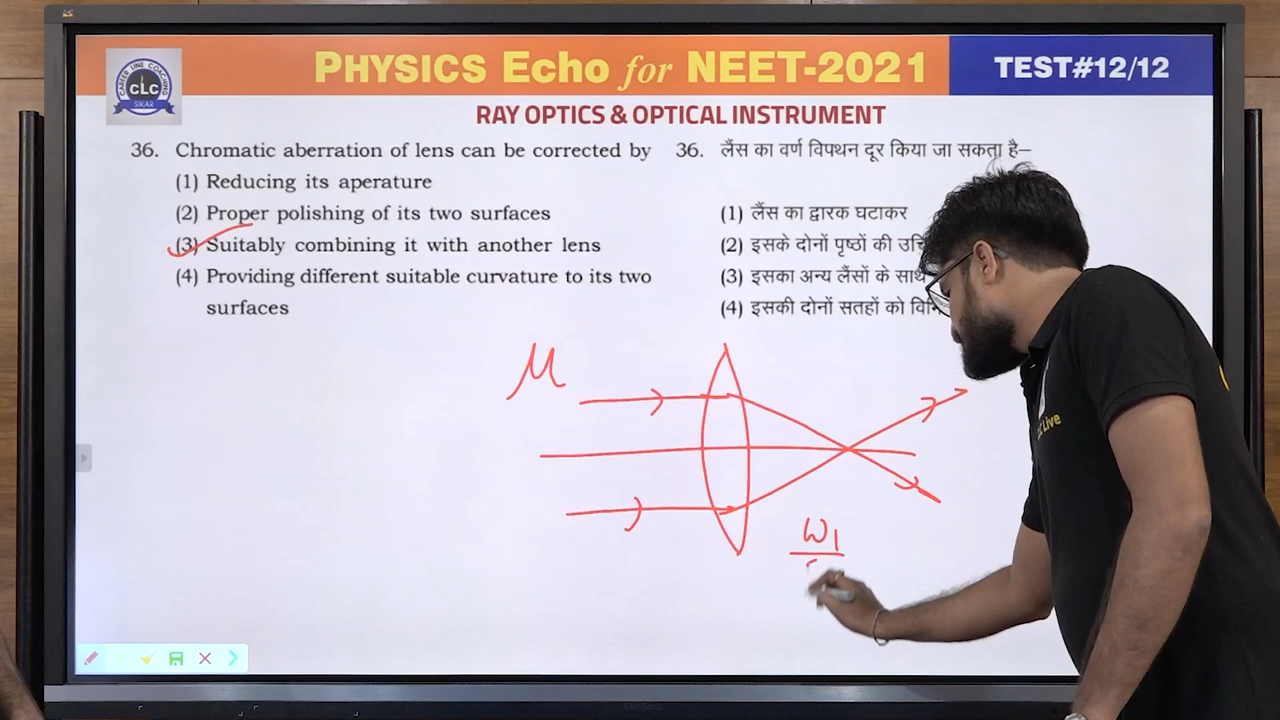 PHYSICS Echo for NEET-2021
TEST#12/12
CAREER LINE COACHING
CLC
SIKAR
RAY OPTICS & OPTICAL INSTRUMENT
36. Chromatic aberration of lens can be corrected by
(1) Reducing its aperature
(2) Proper polishing of its two surfaces
(3) Suitably combining it with another lens
(4) Providing different suitable curvature to its two
surfaces
36. लैंस का वर्ण विपथन दूर किया जा सकता है–
(1) लैंस का द्वारक घटाकर
(2) इसके दोनों पृष्ठों की
(3) इसका अन्य लैंसों के
(4) इसकी दोनों सतहों को
μ
ω1
Live